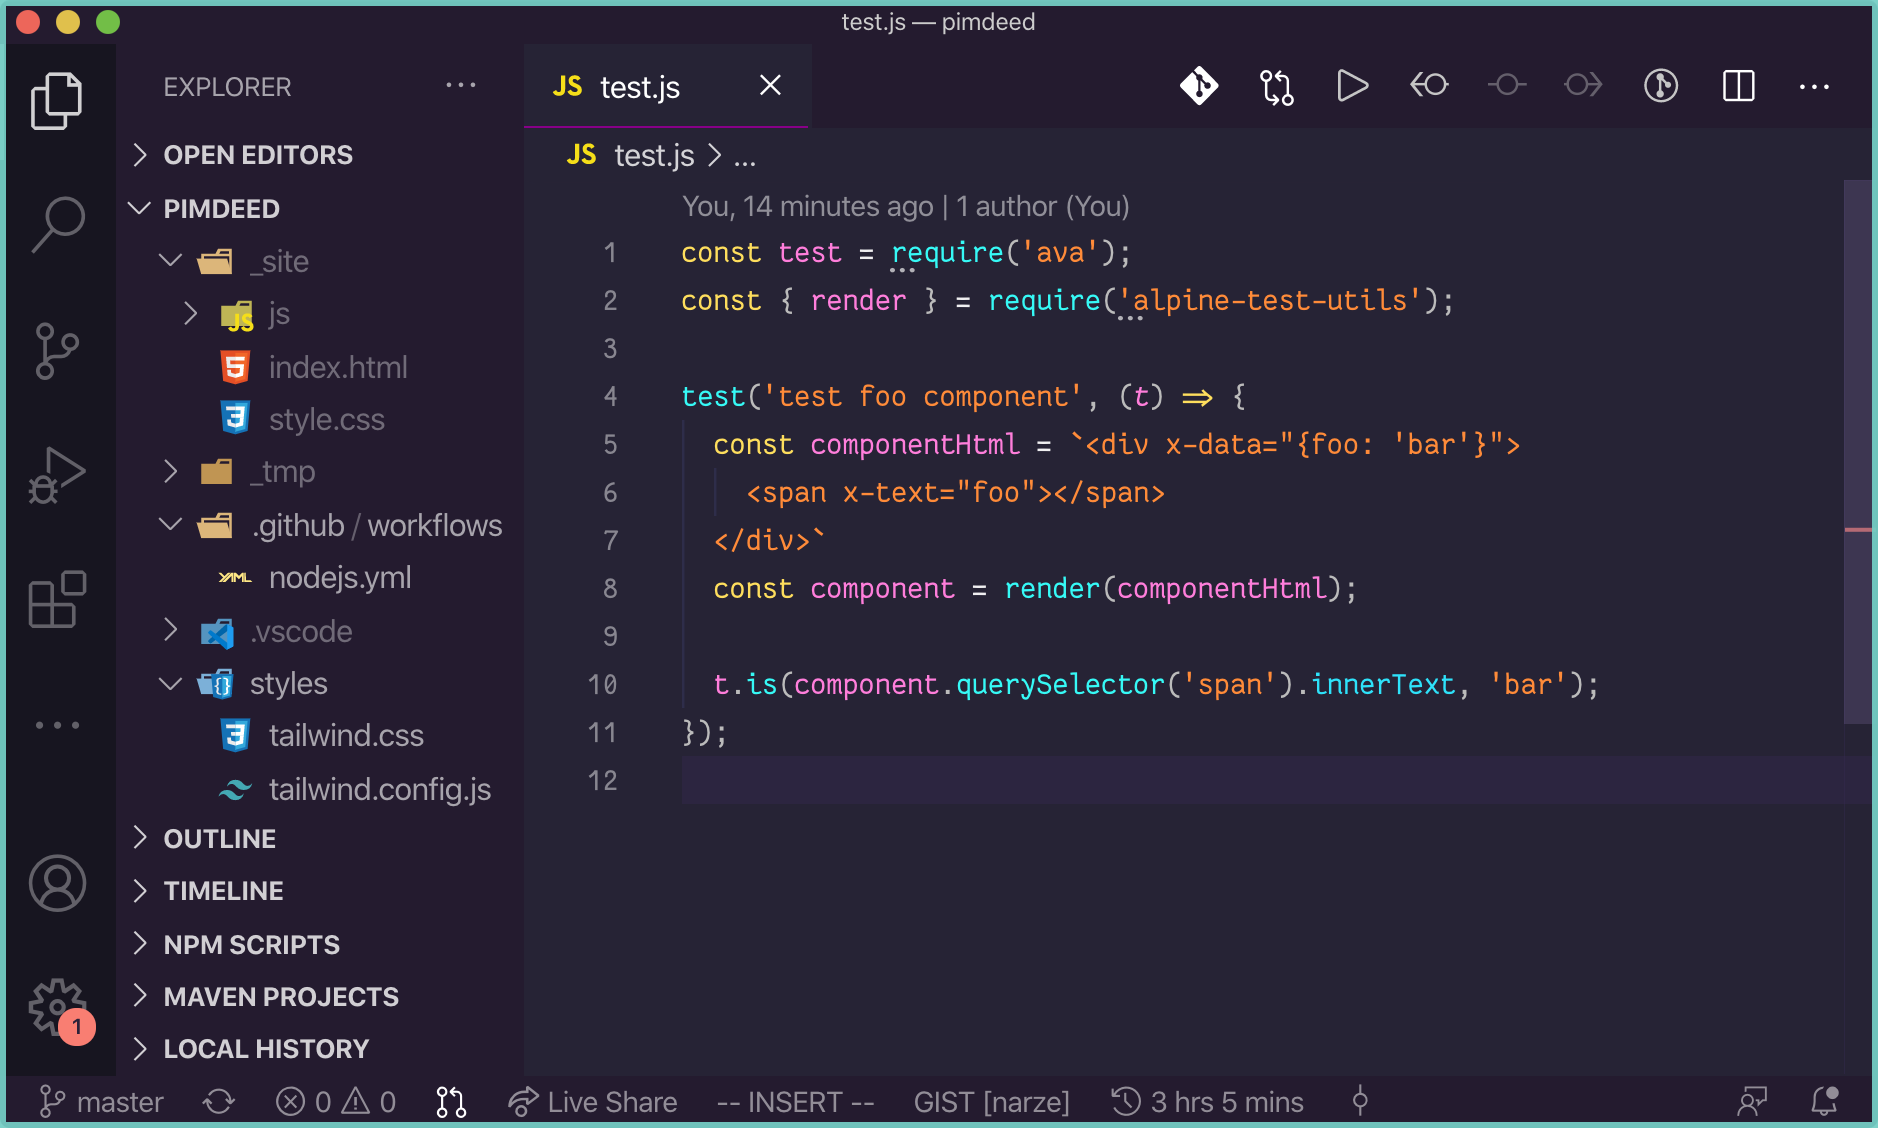 test.js — pimdeed
EXPLORER
OPEN EDITORS
PIMDEED
_site
JS js
5 index.html
3 style.css
_tmp
.github / workflows
YAML nodejs.yml
.vscode
{} styles
3 tailwind.css
tailwind.config.js
OUTLINE
TIMELINE
NPM SCRIPTS
MAVEN PROJECTS
LOCAL HISTORY
1
JS test.js
JS test.js > ...
You, 14 minutes ago | 1 author (You)
1 const test = require('ava');
2 const { render } = require('alpine-test-utils');
3
4 test('test foo component', (t) => {
5 const componentHtml = `<div x-data="{foo: 'bar'}">
6 <span x-text="foo"></span>
7 </div>`
8 const component = render(componentHtml);
9
10 t.is(component.querySelector('span').innerText, 'bar');
11 });
12
master 0 0 Live Share -- INSERT -- GIST [narze] 3 hrs 5 mins